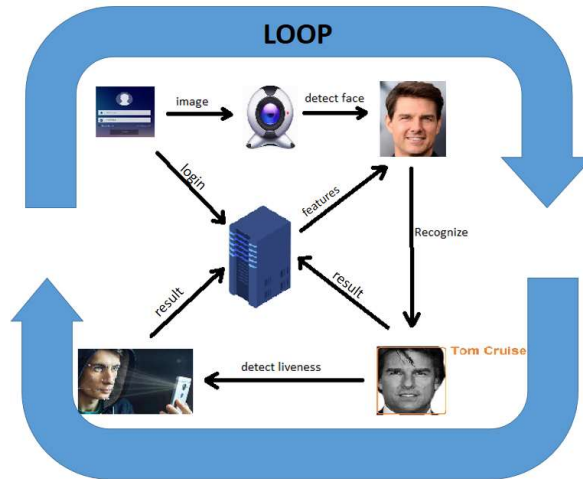 LOOP
image
detect face
login
features
Recognize
result
result
Tom Cruise
detect liveness